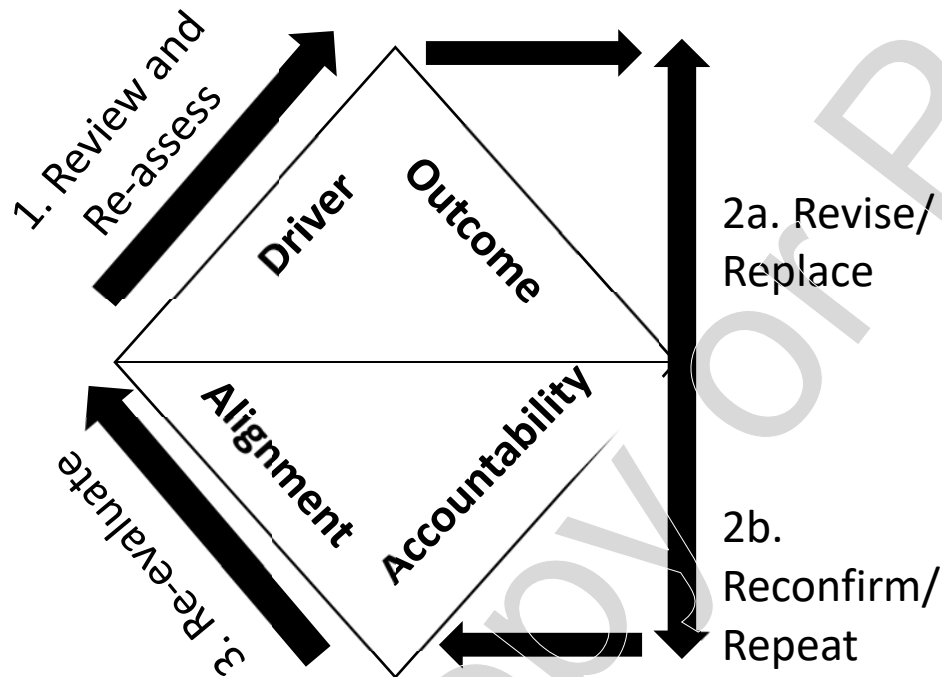 1. Review and
Re-assess
Driver
Outcome
2a. Revise/
Replace
Alignment
Accountability
3. Re-evaluate
2b.
Reconfirm/
Repeat